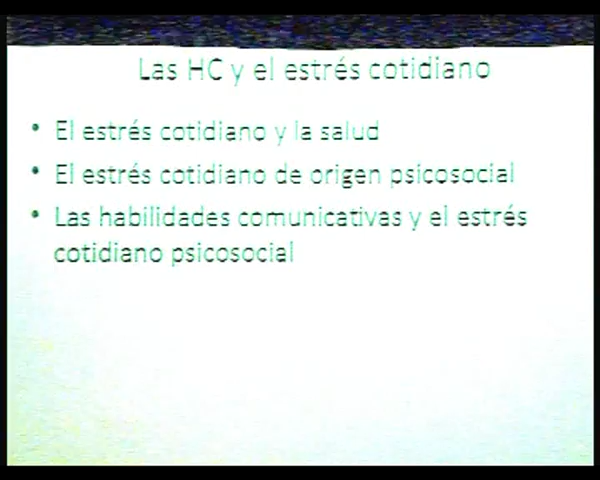 Las HC y el estrés cotidiano
• El estrés cotidiano y la salud
• El estrés cotidiano de origen psicosocial
• Las habilidades comunicativas y el estrés
cotidiano psicosocial